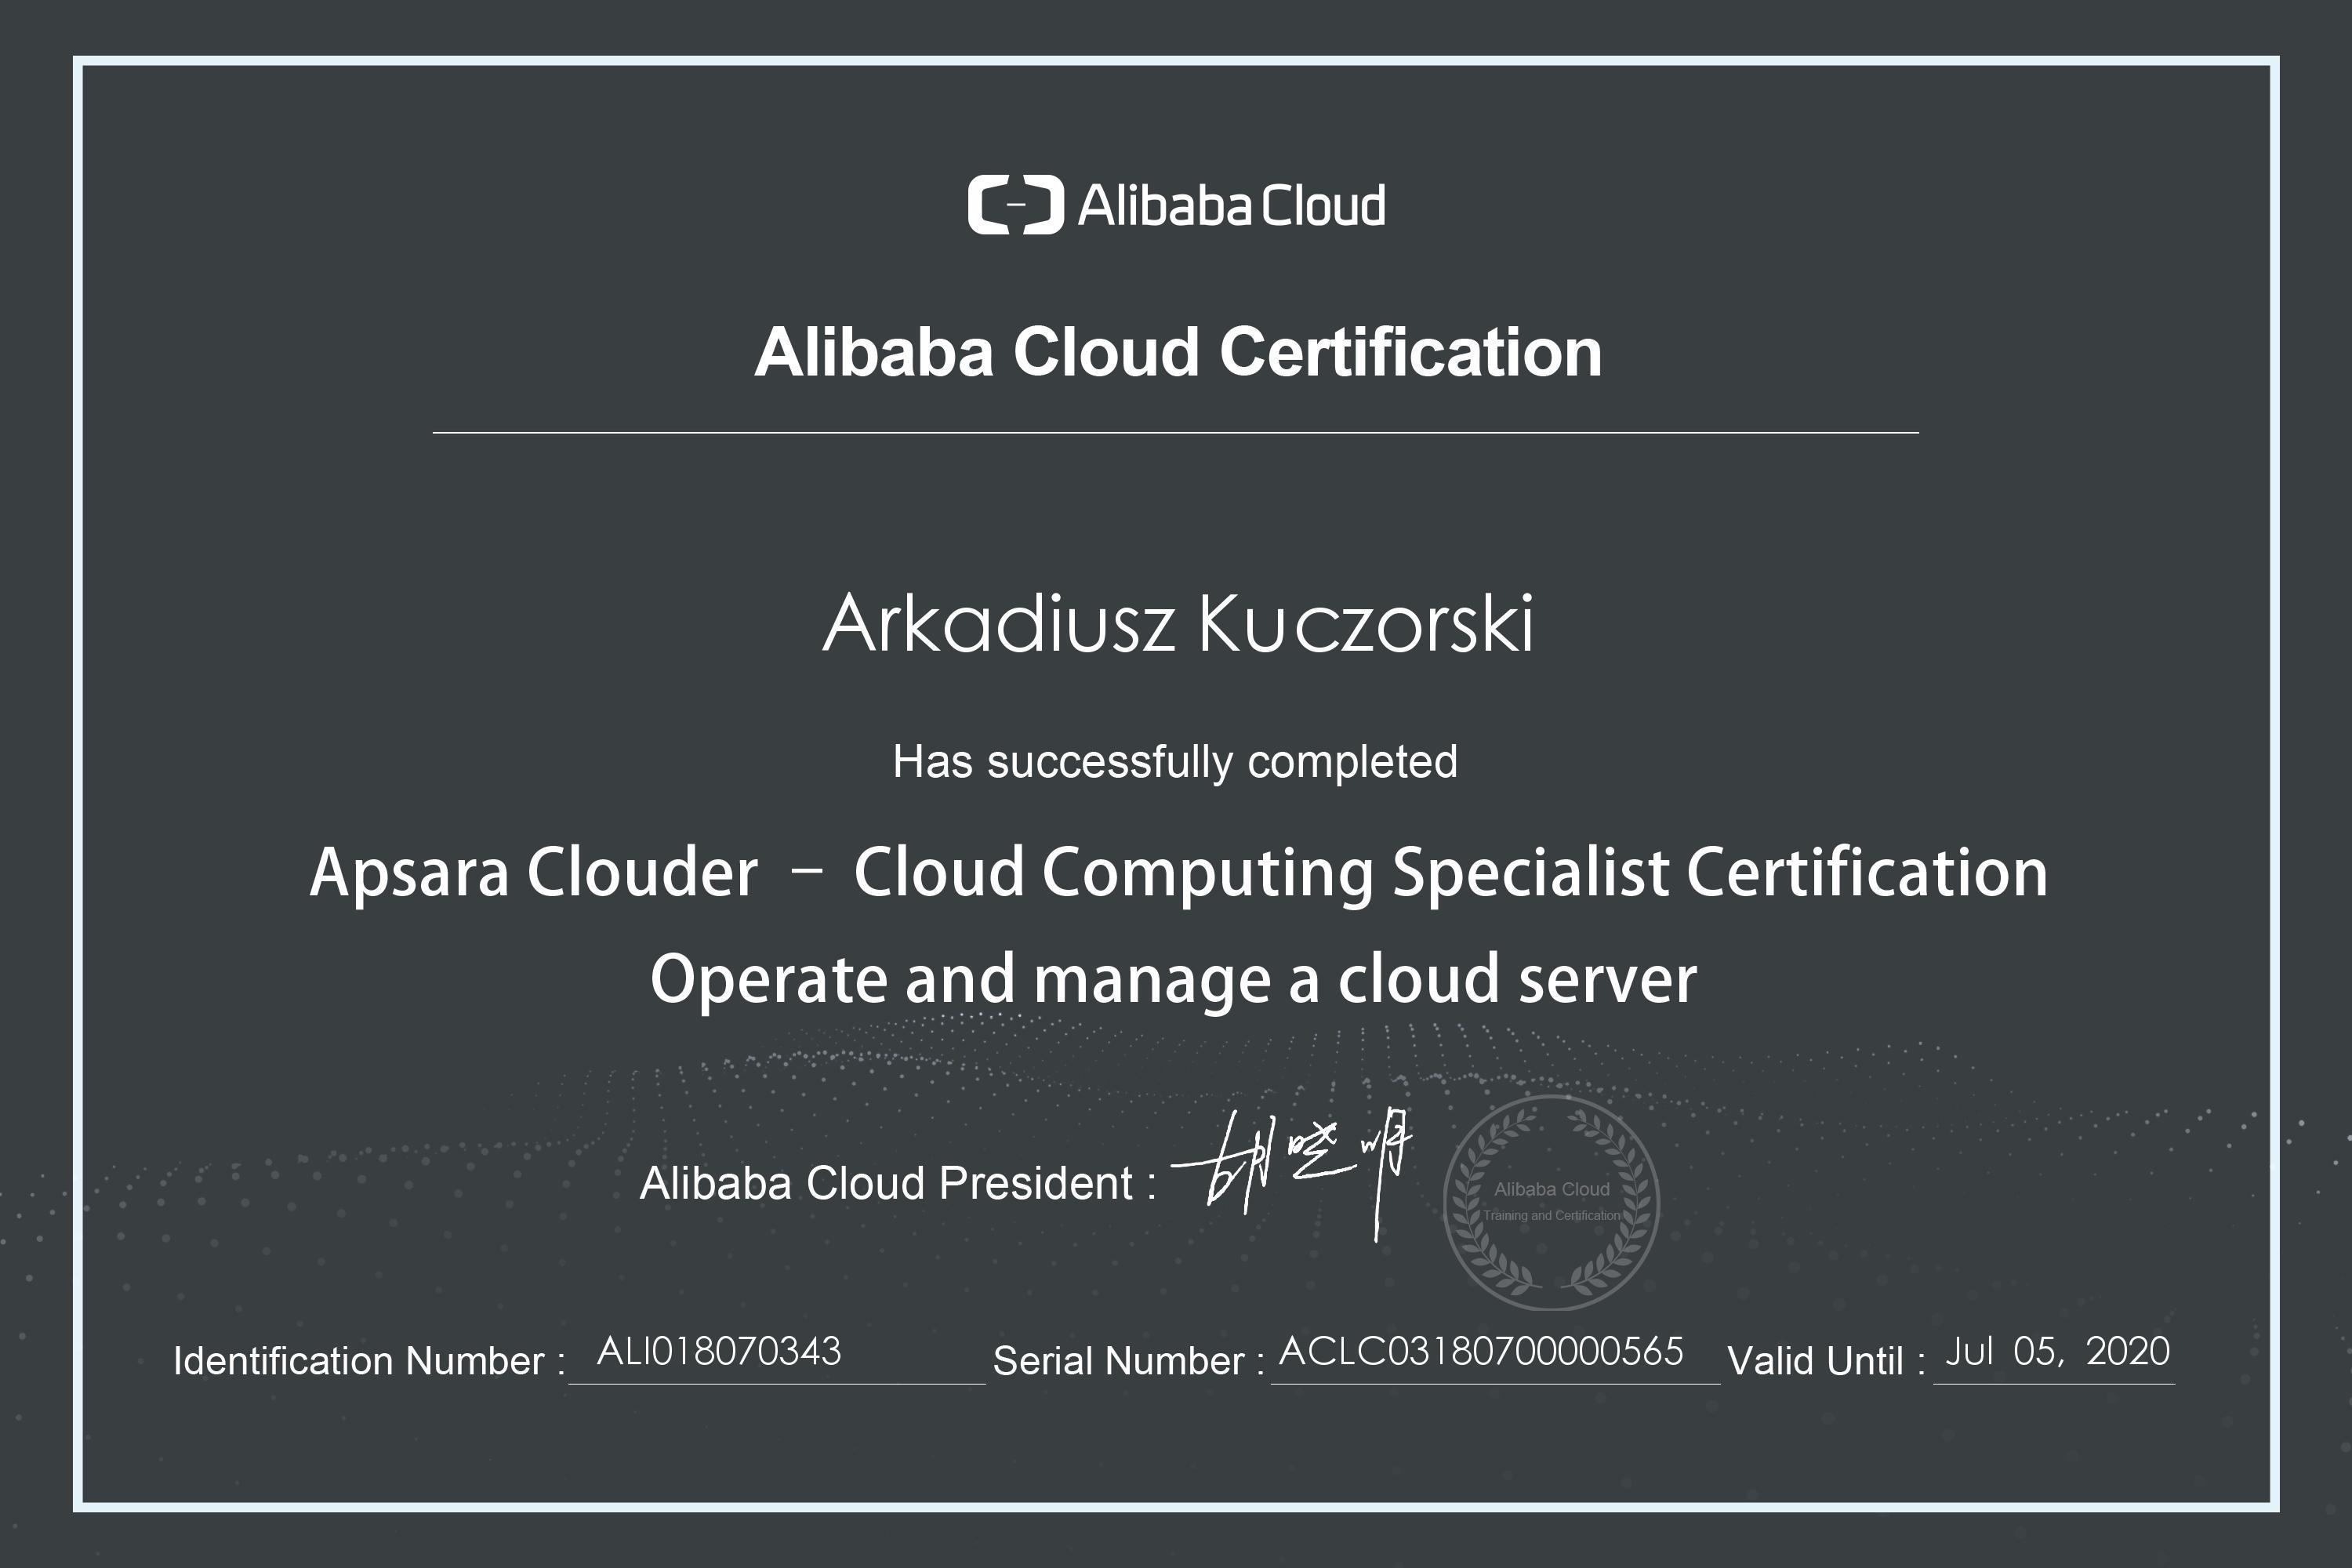 Alibaba Cloud
Alibaba Cloud Certification
Arkadiusz Kuczorski
Has successfully completed
Apsara Clouder – Cloud Computing Specialist Certification
Operate and manage a cloud server
Alibaba Cloud President : 胡晓明
Alibaba Cloud
Training and Certification
Identification Number : ALI018070343 Serial Number : ACLC03180700000565 Valid Until : Jul 05, 2020